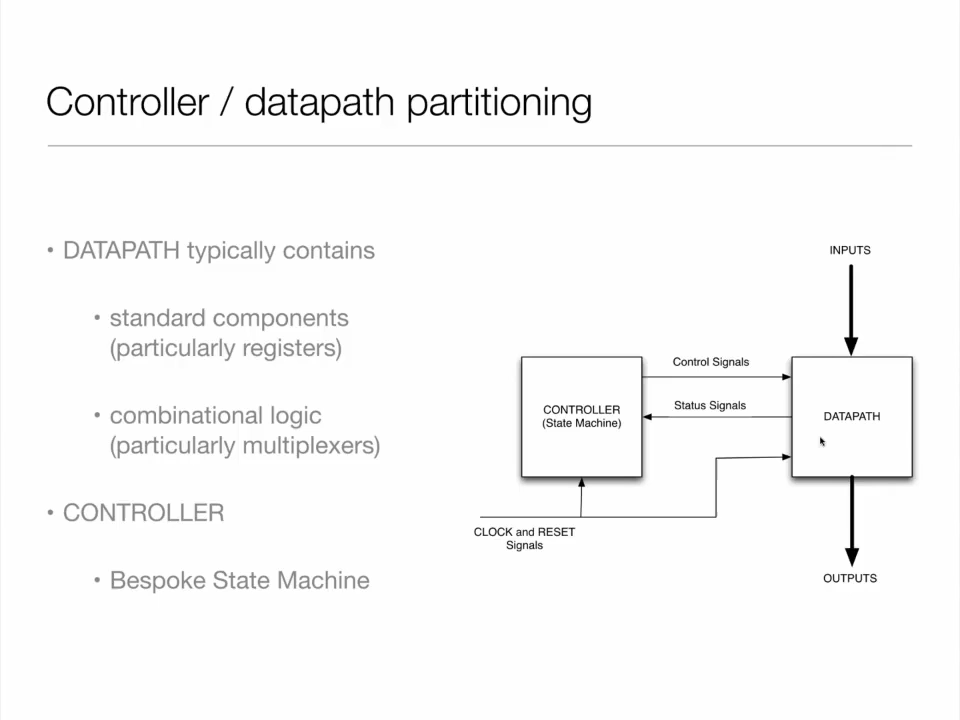 Controller / datapath partitioning
• DATAPATH typically contains
• standard components
(particularly registers)
• combinational logic
(particularly multiplexers)
• CONTROLLER
• Bespoke State Machine
INPUTS
Control Signals
CONTROLLER
(State Machine)
Status Signals
DATAPATH
CLOCK and RESET
Signals
OUTPUTS